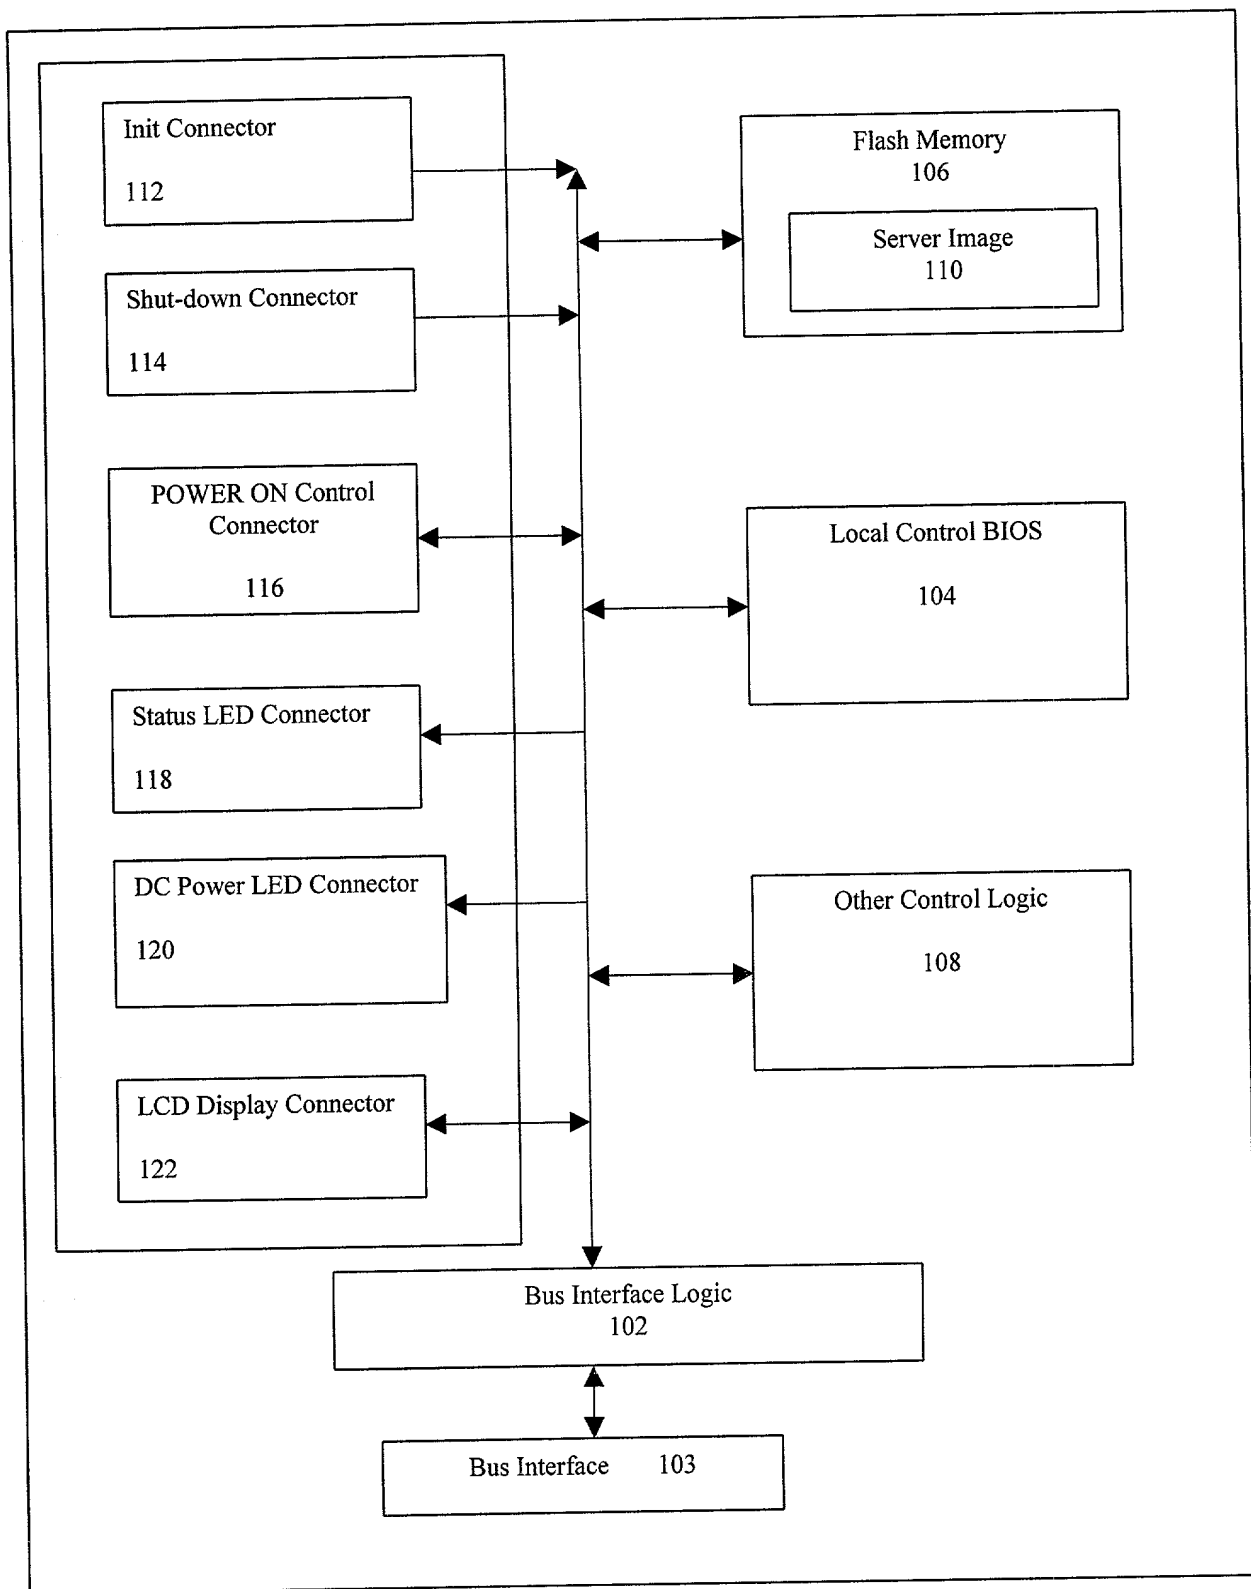 Init Connector
112
Shut-down Connector
114
POWER ON Control
Connector
116
Status LED Connector
118
DC Power LED Connector
120
LCD Display Connector
122
Flash Memory
106
Server Image
110
Local Control BIOS
104
Other Control Logic
108
Bus Interface Logic
102
Bus Interface 103